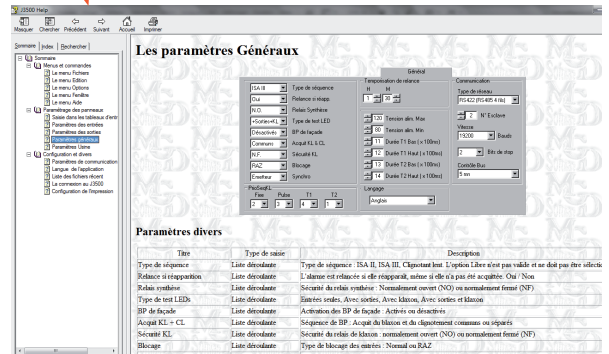 J3500 Help
Masquer Chercher Précédent Suivant Accueil Imprimer
Sommaire Index Rechercher
Sommaire
Menus et commandes
Le menu Fichiers
Le menu Edition
Le menu Options
Le menu Fenêtre
Le menu Aide
Paramétrage des panneaux
Saisie dans les tableaux d'entr
Paramètres des entrées
Paramètres des sorties
Paramètres généraux
Paramètres Usine
Configuration et divers
Paramètres de communication
Langue de l'application
Liste des fichiers récent
La connexion au J3500
Configuration de l'impression
Les paramètres Généraux
Général
ISA III Type de séquence
Oui Relance si réapp.
N.O. Relais Synthèse
+Sorties+KL Type de test LED
Désactivés BP de façade
Communs Acquit KL & CL
N.F. Sécurité KL
RAZ Blocage
Emetteur Synchro
Temporisation de relance
H M
1 30
120 Tension alim. Max
80 Tension alim. Min
11 Durée T1 Bas ( x100ms)
12 Durée T1 Haut ( x100ms)
13 Durée T2 Bas ( x100ms)
14 Durée T2 Haut ( x100ms)
Communication
Type de réseau
RS422 (RS485 4 fils)
2 N° Esclave
Vitesse
19200 Bauds
2 Bits de stop
Contrôle Bus
5 ms
ProSeqKL
Fixe Pulse T1 T2
2 3 4 1
Langage
Anglais
Paramètres divers
Titre Type de saisie Description
Type de séquence Liste déroulante Type de séquence : ISA II, ISA III, Clignotant lent. L'option Libre n'est pas valide et ne doit pas être sélectio
Relance si réapparition Liste déroulante L'alarme est relancée si elle réapparaît, même si elle n'a pas été acquittée. Oui / Non
Relais synthèse Liste déroulante Sécurité du relais synthèse : Normalement ouvert (NO) ou normalement fermé (NF)
Type de test LEDs Liste déroulante Entrées seules, Avec sorties, Avec klaxon, Avec sorties et klaxon
BP de façade Liste déroulante Activation des BP de façade : Activés ou désactivés
Acquit KL + CL Liste déroulante Séquence de BP : Acquit du blaxon et du clignotement communs ou séparés
Sécurité KL Liste déroulante Sécurité du relais de klaxon : normalement ouvert (NO) ou normalement fermé (NF)
Blocage Liste déroulante Type de blocage des entrées : Normal ou RAZ